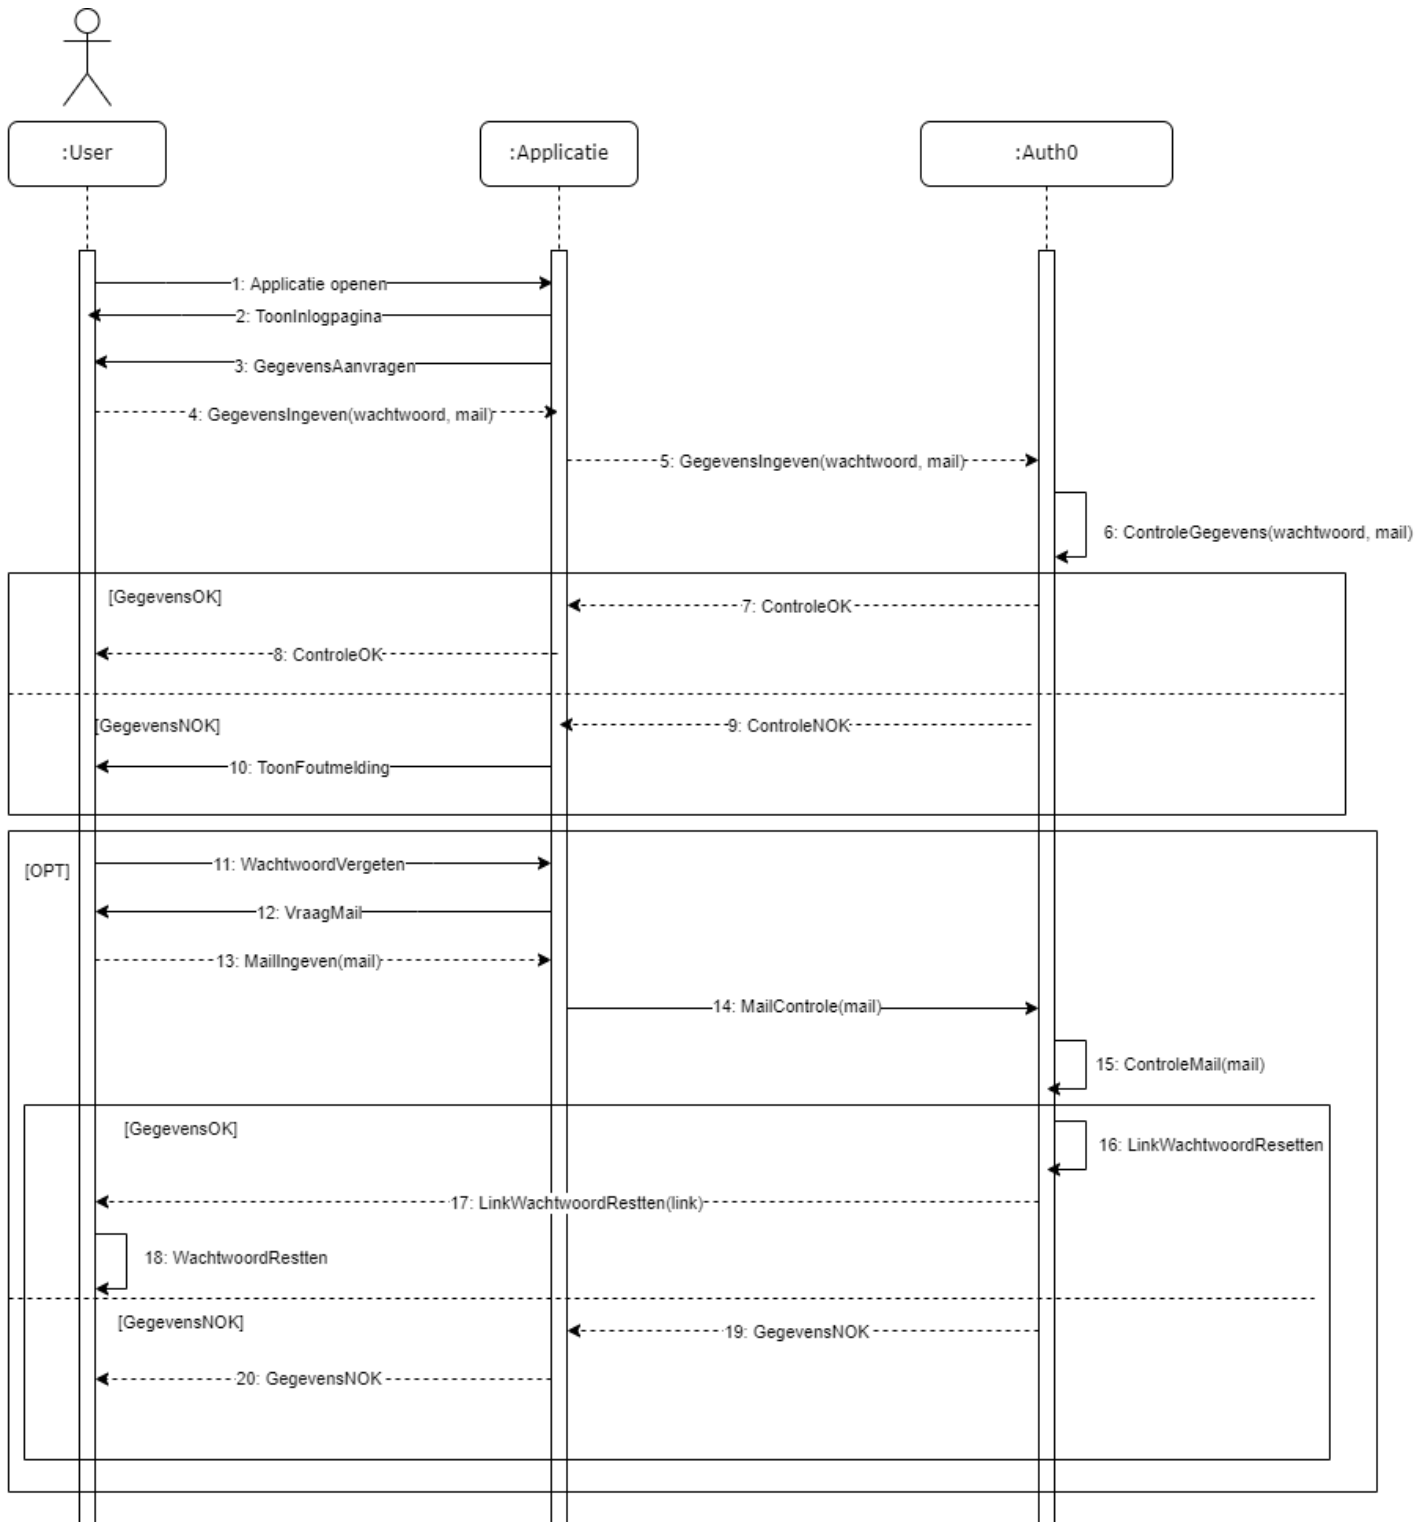 :User
:Applicatie
:Auth0
1: Applicatie openen
2: ToonInlogpagina
3: GegevensAanvragen
4: GegevensIngeven(wachtwoord, mail)
5: GegevensIngeven(wachtwoord, mail)
6: ControleGegevens(wachtwoord, mail)
[GegevensOK]
7: ControleOK
8: ControleOK
[GegevensNOK]
9: ControleNOK
10: ToonFoutmelding
[OPT]
11: WachtwoordVergeten
12: VraagMail
13: MailIngeven(mail)
14: MailControle(mail)
15: ControleMail(mail)
[GegevensOK]
16: LinkWachtwoordResetten
17: LinkWachtwoordRestten(link)
18: WachtwoordRestten
[GegevensNOK]
19: GegevensNOK
20: GegevensNOK